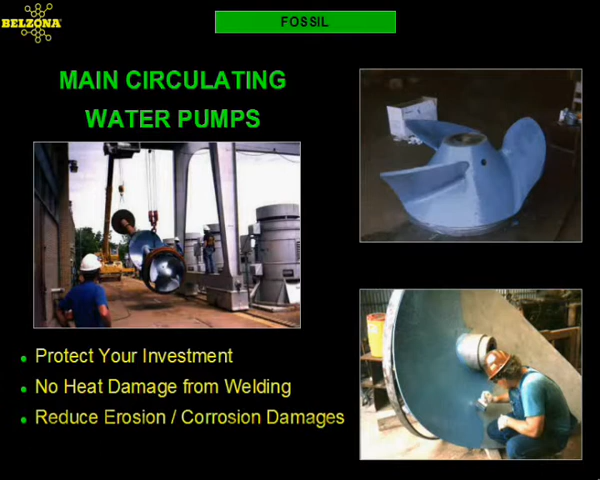 BELZONA
FOSSIL
MAIN CIRCULATING
WATER PUMPS
Protect Your Investment
No Heat Damage from Welding
Reduce Erosion / Corrosion Damages